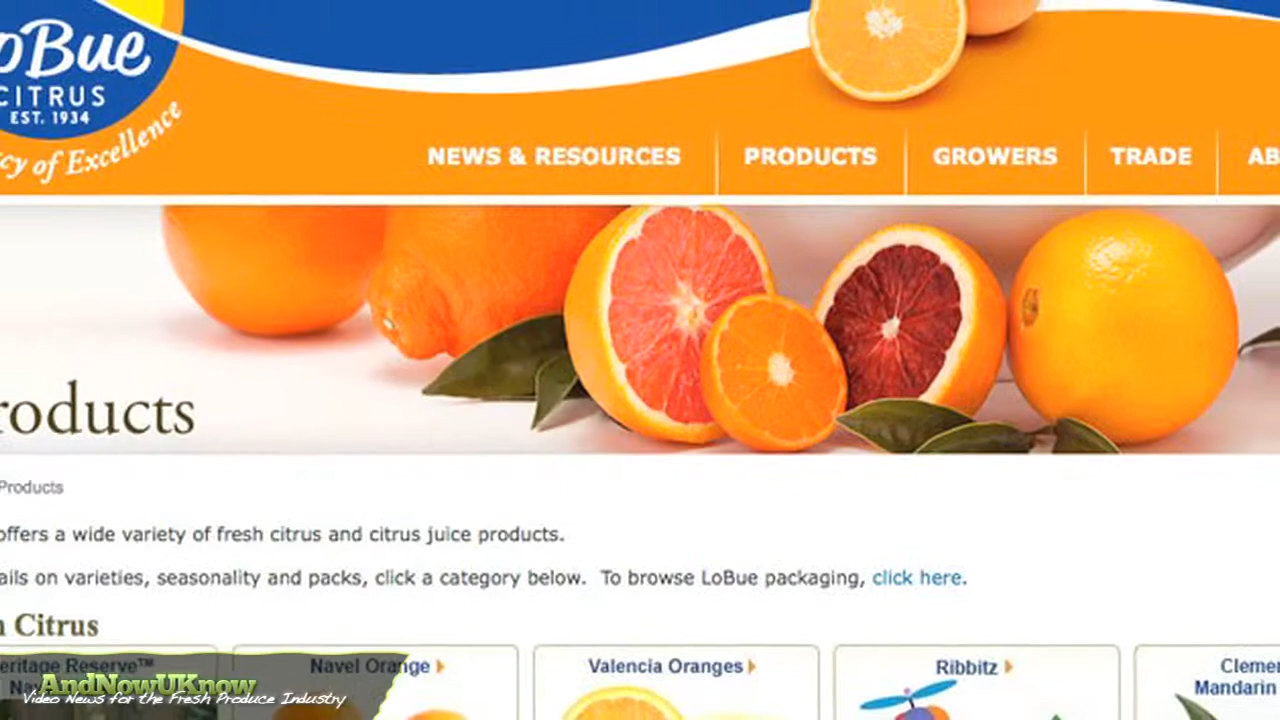 oBue
CITRUS
EST. 1934
cy of Excellence
NEWS & RESOURCES
PRODUCTS
GROWERS
TRADE
AB
roducts
Products
offers a wide variety of fresh citrus and citrus juice products.
ails on varieties, seasonality and packs, click a category below. To browse LoBue packaging, click here.
n Citrus
eritage Reserve™
Nav
Navel Orange
Valencia Oranges
Ribbitz
Clemen
Mandarin
AndNowUKnow
Video News for the Fresh Produce Industry